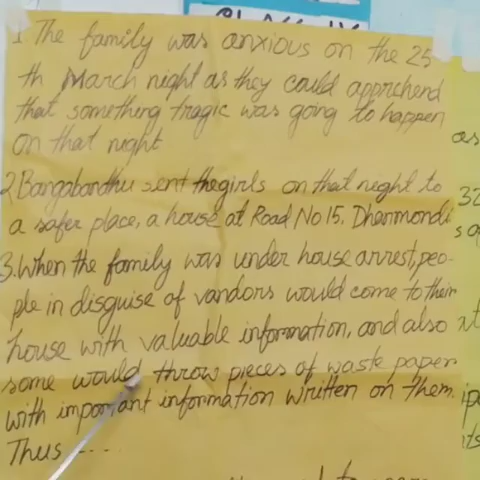 1 The family was anxious on the 25
th March night as they could apprehend
that something tragic was going to happen
on that night
2 Bangabandhu sent the girls on that night to
a safer place, a house at Road No 15. Dhanmondi
3. When the family was under house arrest, peo-
ple in disguise of vandors would come to their
house with valuable information, and also
some would throw pieces of waste paper
with important information written on them.
Thus ....
as
32